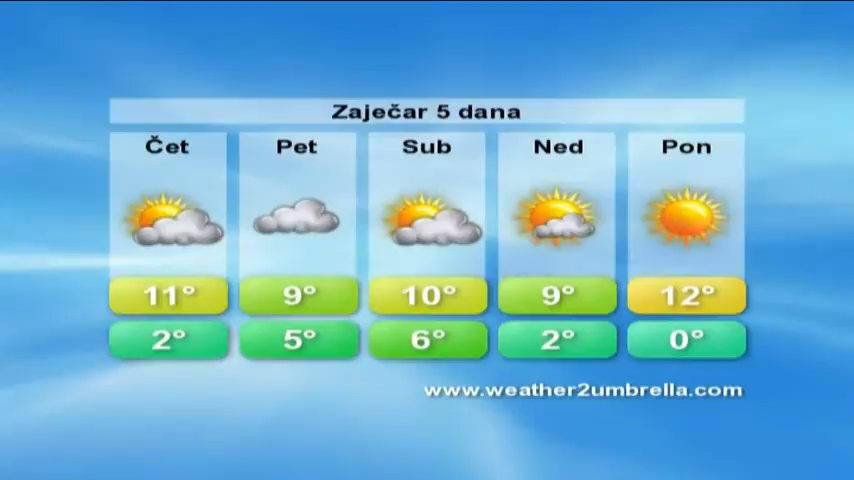 Zaječar 5 dana
Čet Pet Sub Ned Pon
11° 9° 10° 9° 12°
2° 5° 6° 2° 0°
www.weather2umbrella.com